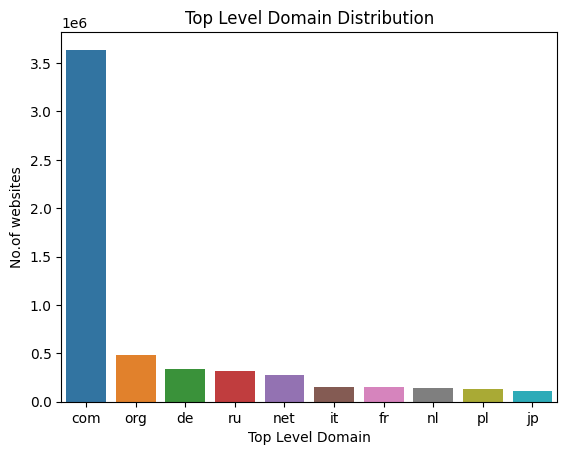 Top Level Domain Distribution
1e6
3.5
3.0
2.5
2.0
1.5
1.0
0.5
0.0
No.of websites
com org de ru net it fr nl pl jp
Top Level Domain